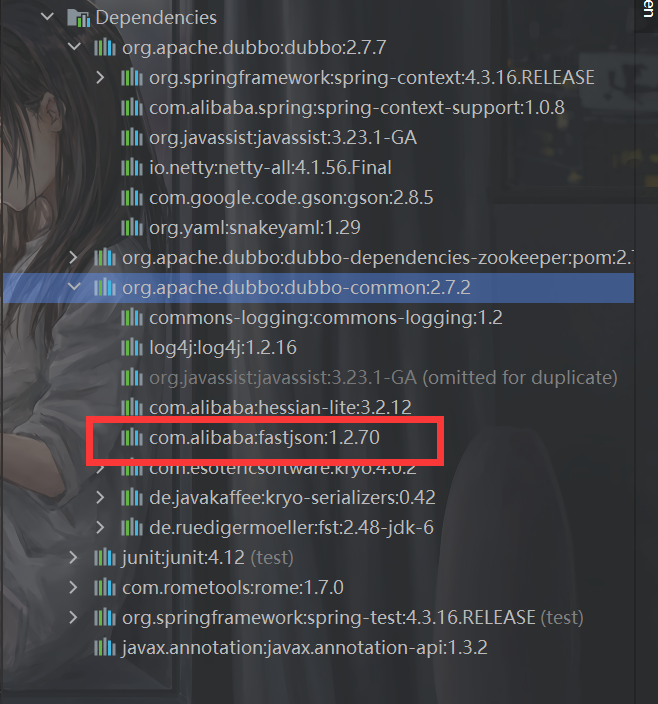 en
Dependencies
org.apache.dubbo:dubbo:2.7.7
org.springframework:spring-context:4.3.16.RELEASE
com.alibaba.spring:spring-context-support:1.0.8
org.javassist:javassist:3.23.1-GA
io.netty:netty-all:4.1.56.Final
com.google.code.gson:gson:2.8.5
org.yaml:snakeyaml:1.29
org.apache.dubbo:dubbo-dependencies-zookeeper:pom:2.7
org.apache.dubbo:dubbo-common:2.7.2
commons-logging:commons-logging:1.2
log4j:log4j:1.2.16
org.javassist:javassist:3.23.1-GA (omitted for duplicate)
com.alibaba:hessian-lite:3.2.12
com.alibaba:fastjson:1.2.70
com.esotericsoftware:kryo:4.0.2
de.javakaffee:kryo-serializers:0.42
de.ruedigermoeller:fst:2.48-jdk-6
junit:junit:4.12 (test)
com.rometools:rome:1.7.0
org.springframework:spring-test:4.3.16.RELEASE (test)
javax.annotation:javax.annotation-api:1.3.2